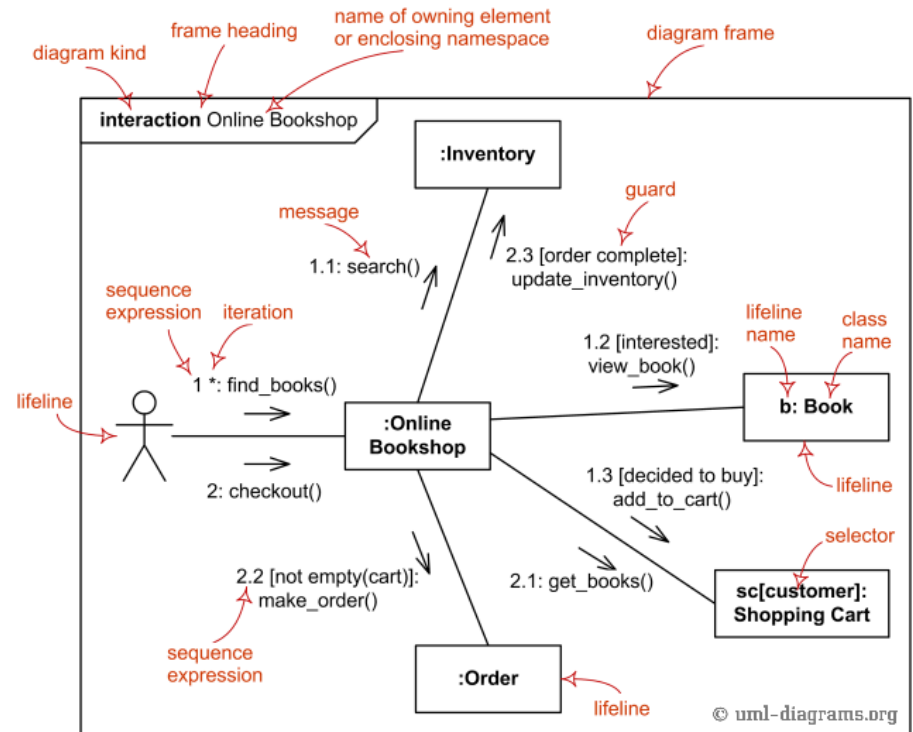 name of owning element
or enclosing namespace
frame heading
diagram frame
diagram kind
interaction Online Bookshop
:Inventory
message
guard
1.1: search()
2.3 [order complete]:
update_inventory()
sequence
expression
iteration
lifeline
name
class
name
1.2 [interested]:
view_book()
1 *: find_books()
lifeline
:Online
Bookshop
b: Book
2: checkout()
1.3 [decided to buy]:
add_to_cart()
lifeline
selector
2.2 [not empty(cart)]:
make_order()
2.1: get_books()
sc[customer]:
Shopping Cart
sequence
expression
:Order
lifeline
© uml-diagrams.org